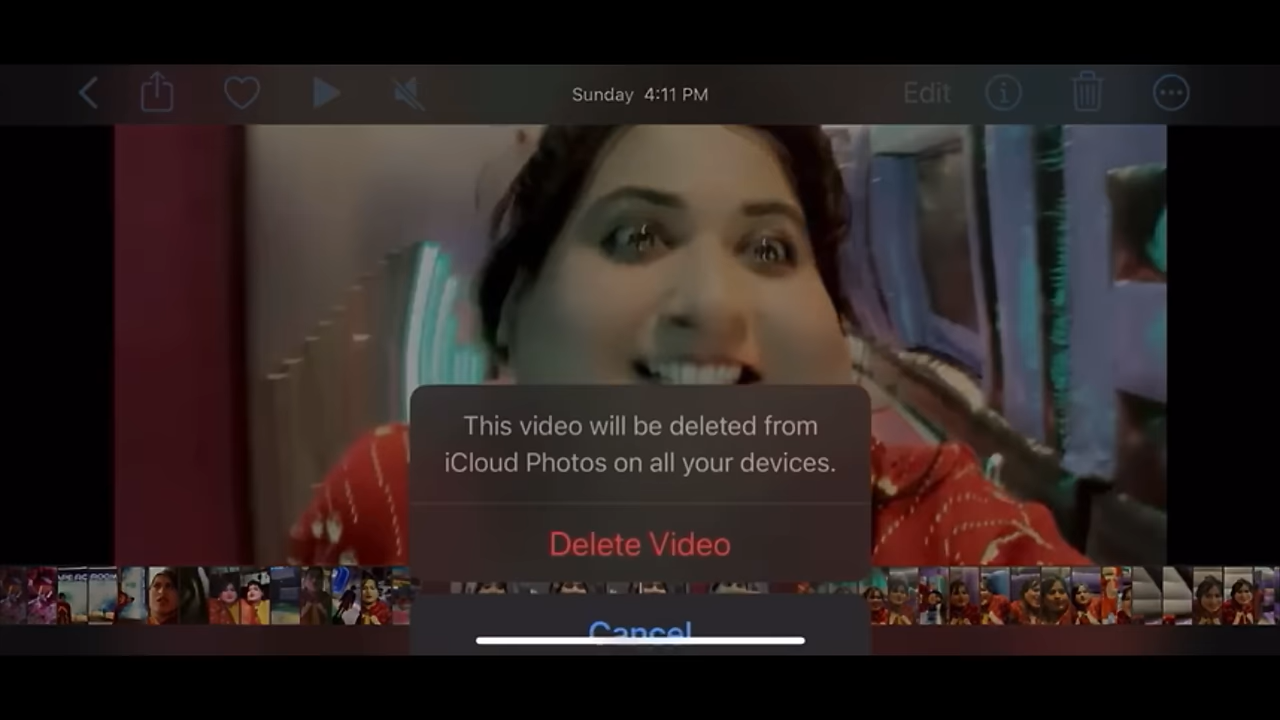 Sunday 4:11 PM
Edit
This video will be deleted from
iCloud Photos on all your devices.
Delete Video
Cancel